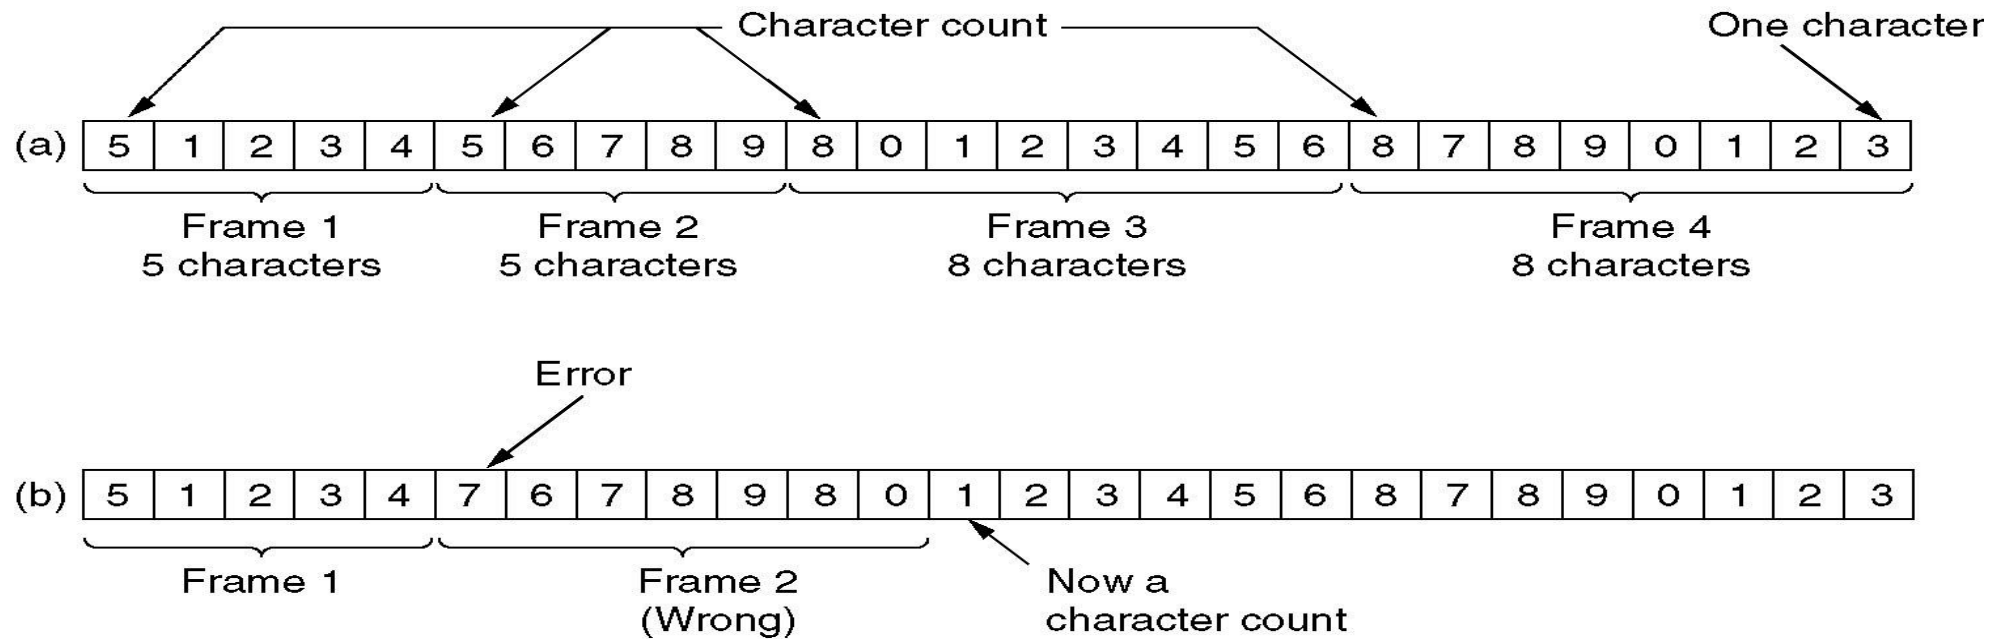 Character count One character
(a) 5 1 2 3 4 5 6 7 8 9 8 0 1 2 3 4 5 6 8 7 8 9 0 1 2 3
Frame 1 Frame 2 Frame 3 Frame 4
5 characters 5 characters 8 characters 8 characters
Error
(b) 5 1 2 3 4 7 6 7 8 9 8 0 1 2 3 4 5 6 8 7 8 9 0 1 2 3
Frame 1 Frame 2 Now a
(Wrong) character count